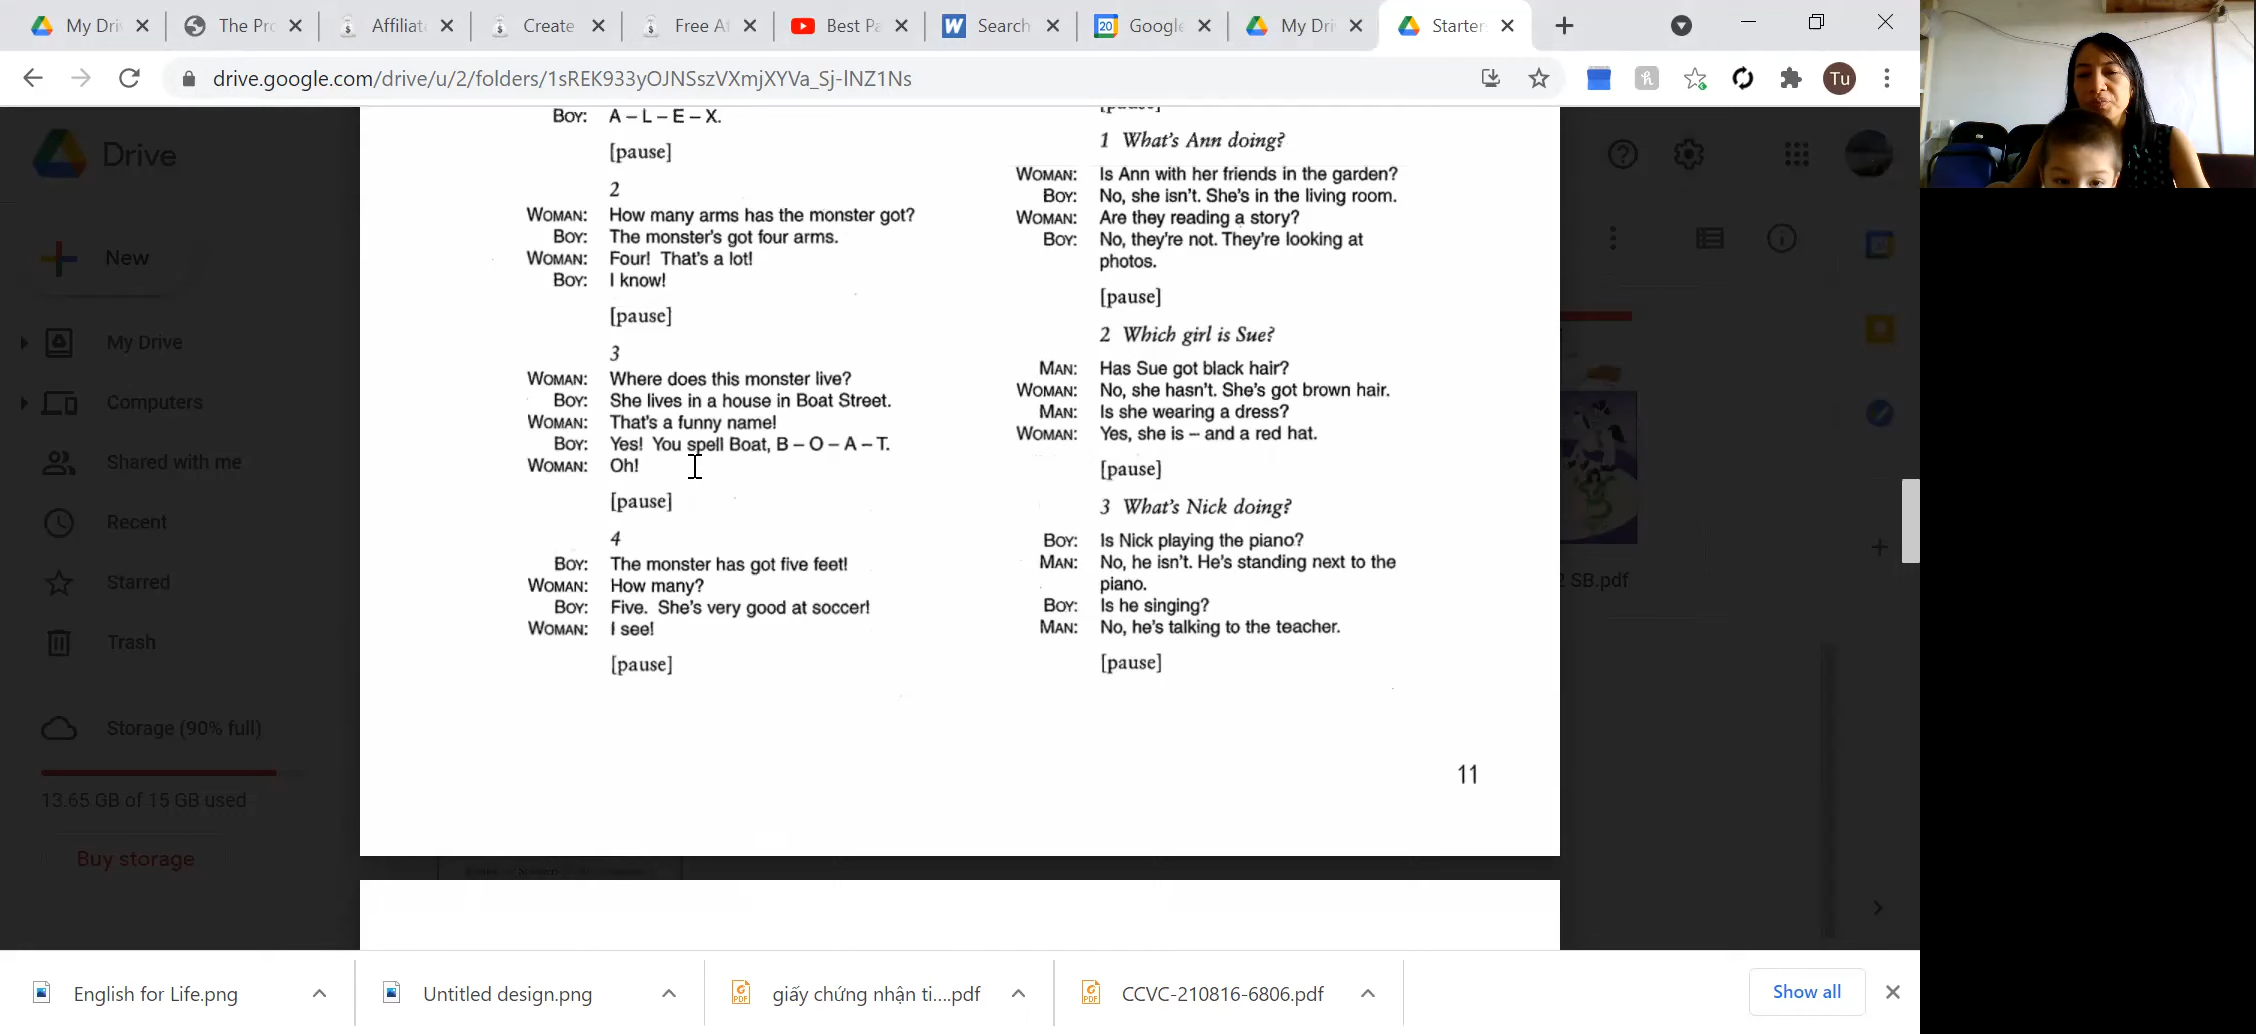 My Dri
The Pro
Affiliate
Create
Free Af
Best Pa
Search
Google
My Dri
Starter
drive.google.com/drive/u/2/folders/1sREK933yOJNSszVXmjXYVa_Sj-lNZ1Ns
Tu
Drive
New
My Drive
Computers
Shared with me
Recent
Starred
Trash
Storage (90% full)
13.65 GB of 15 GB used
Buy storage
BOY: A – L – E – X.
[pause]
2
WOMAN: How many arms has the monster got?
BOY: The monster's got four arms.
WOMAN: Four! That's a lot!
BOY: I know!
[pause]
3
WOMAN: Where does this monster live?
BOY: She lives in a house in Boat Street.
WOMAN: That's a funny name!
BOY: Yes! You spell Boat, B – O – A – T.
WOMAN: Oh!
[pause]
4
BOY: The monster has got five feet!
WOMAN: How many?
BOY: Five. She's very good at soccer!
WOMAN: I see!
[pause]
[pause]
1 What's Ann doing?
WOMAN: Is Ann with her friends in the garden?
BOY: No, she isn't. She's in the living room.
WOMAN: Are they reading a story?
BOY: No, they're not. They're looking at
photos.
[pause]
2 Which girl is Sue?
MAN: Has Sue got black hair?
WOMAN: No, she hasn't. She's got brown hair.
MAN: Is she wearing a dress?
WOMAN: Yes, she is – and a red hat.
[pause]
3 What's Nick doing?
BOY: Is Nick playing the piano?
MAN: No, he isn't. He's standing next to the
piano.
BOY: Is he singing?
MAN: No, he's talking to the teacher.
[pause]
11
2 SB.pdf
English for Life.png
Untitled design.png
giấy chứng nhận ti....pdf
CCVC-210816-6806.pdf
Show all